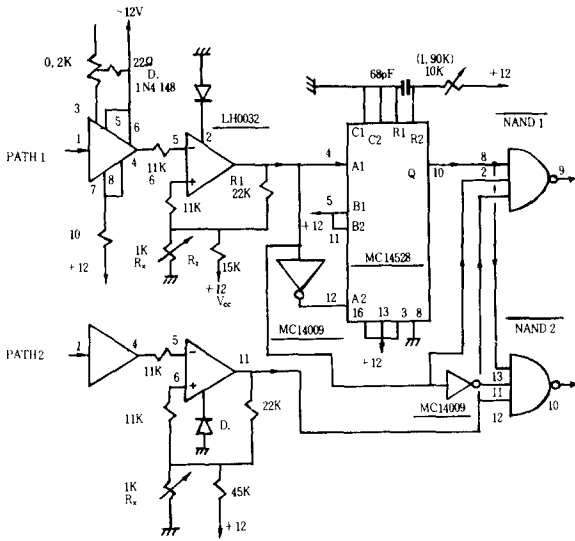 -12V
0,2K
22Ω
D.
1N4148
3
5
6
PATH 1
1
4
7
8
11K
5
2
LH0032
6
11K
R1
22K
10
+12
1K
Rx
15K
+12
Vcc
68pF
(1,90K)
10K
+12
C1
C2
R1
R2
4
A1
Q
10
5
B1
+12
11
B2
MC14528
12
A2
16
13
3
8
+12
MC14009
NAND 1
8
2
1
9
NAND 2
13
11
12
10
MC14009
PATH2
1
4
11K
5
6
11
11K
D.
22K
1K
Rx
45K
+12